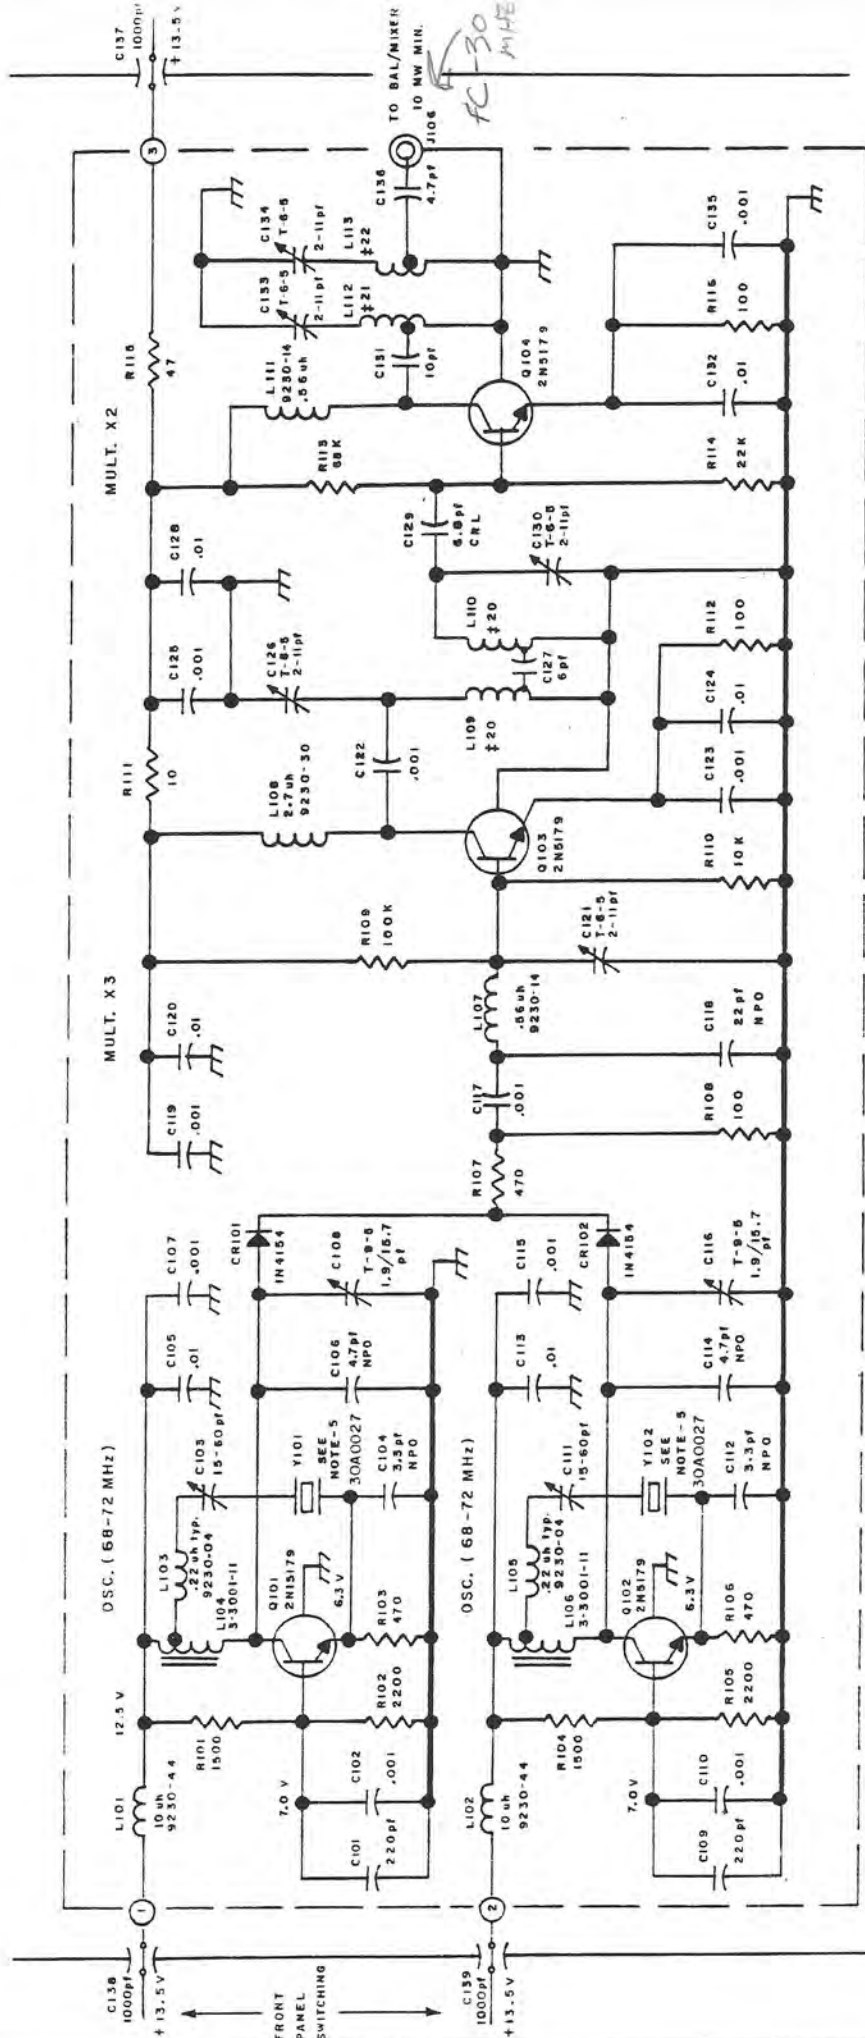 C138
1000pf
+13.5V
FRONT
PANEL
SWITCHING
C139
1000pf
+13.5V
1
2
OSC. (68-72 MHz)
12.5V
L101
10uh
9230-44
R101
1500
7.0V
C101
220pf
C102
.001
R102
2200
L103
.22uh typ.
9230-04
L104
3-3001-11
Q101
2N5179
6.3V
R103
470
C103
15-60pf
Y101
SEE
NOTE-5
30A0027
C104
3.3pf
NPO
C105
.01
C107
.001
C106
4.7pf
NPO
C108
T-9-5
1.9/15.7
pf
CR101
1N4154
OSC. (68-72 MHz)
L102
10uh
9230-44
R104
1500
7.0V
C109
220pf
C110
.001
R105
2200
L105
.22uh typ.
9230-04
L106
3-3001-11
Q102
2N5179
6.3V
R106
470
C111
15-60pf
Y102
SEE
NOTE-5
30A0027
C112
3.3pf
NPO
C113
.01
C115
.001
C114
4.7pf
NPO
C116
T-9-5
1.9/15.7
pf
CR102
1N4154
R107
470
R108
100
C117
.001
C118
22pf
NPO
L107
.56uh
9230-14
MULT. X3
C119
.001
C120
.01
R109
100K
C121
T-6-5
2-11pf
R110
10K
Q103
2N5179
L108
2.7uh
9230-30
R111
10
C122
.001
C123
.001
C124
.01
R112
100
C125
.001
C128
.01
C126
T-6-5
2-11pf
L109
‡20
C127
6pf
L110
‡20
C129
6.8pf
CRL
C130
T-6-5
2-11pf
MULT. X2
R113
68K
R114
22K
R115
47
L111
9230-14
.56uh
C131
10pf
Q104
2N5179
C132
.01
R116
100
C135
.001
C133
T-6-5
2-11pf
L112
‡21
C134
T-6-5
2-11pf
L113
‡22
C136
4.7pf
J106
3
C137
1000pf
+13.5V
TO BAL/MIXER
10 MW MIN.
FC-30
MHZ